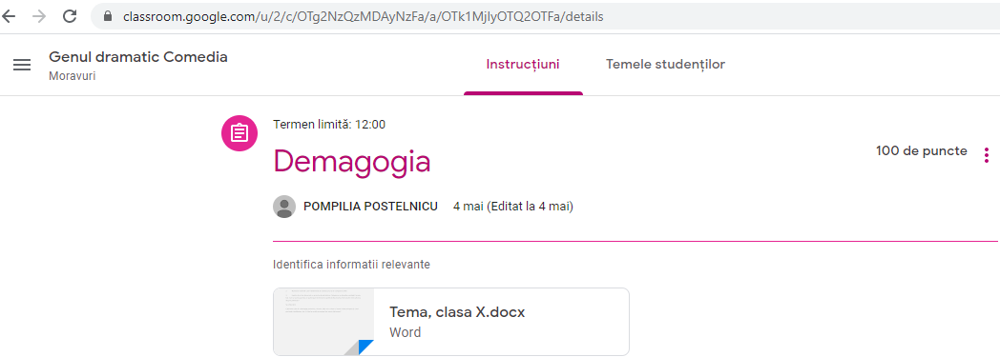 classroom.google.com/u/2/c/OTg2NzQzMDAyNzFa/a/OTk1MjIyOTQ2OTFa/details
Genul dramatic Comedia
Moravuri
Instrucțiuni
Temele studenților
Termen limită: 12:00
Demagogia
100 de puncte
POMPILIA POSTELNICU 4 mai (Editat la 4 mai)
Identifica informatii relevante
Tema, clasa X.docx
Word